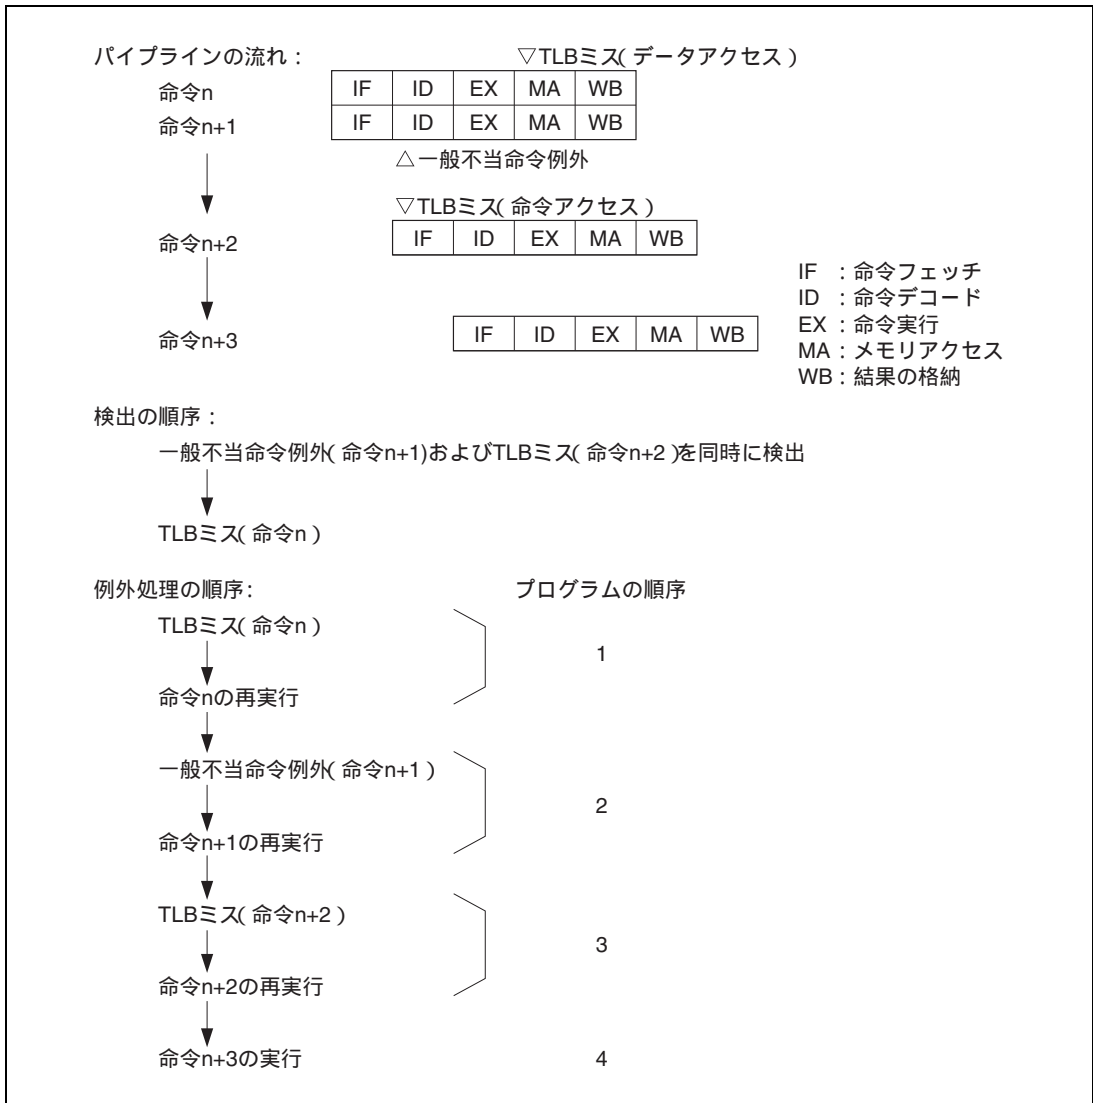 パイプラインの流れ： ▽TLBミス(データアクセス)
命令n IF ID EX MA WB
命令n+1 IF ID EX MA WB
△一般不当命令例外
▽TLBミス(命令アクセス)
命令n+2 IF ID EX MA WB
IF ：命令フェッチ
ID ：命令デコード
EX：命令実行
命令n+3 IF ID EX MA WB
MA：メモリアクセス
WB：結果の格納
検出の順序：
一般不当命令例外(命令n+1)およびTLBミス(命令n+2)を同時に検出
TLBミス(命令n)
例外処理の順序: プログラムの順序
TLBミス(命令n)
1
命令nの再実行
一般不当命令例外(命令n+1)
2
命令n+1の再実行
TLBミス(命令n+2)
3
命令n+2の再実行
命令n+3の実行 4